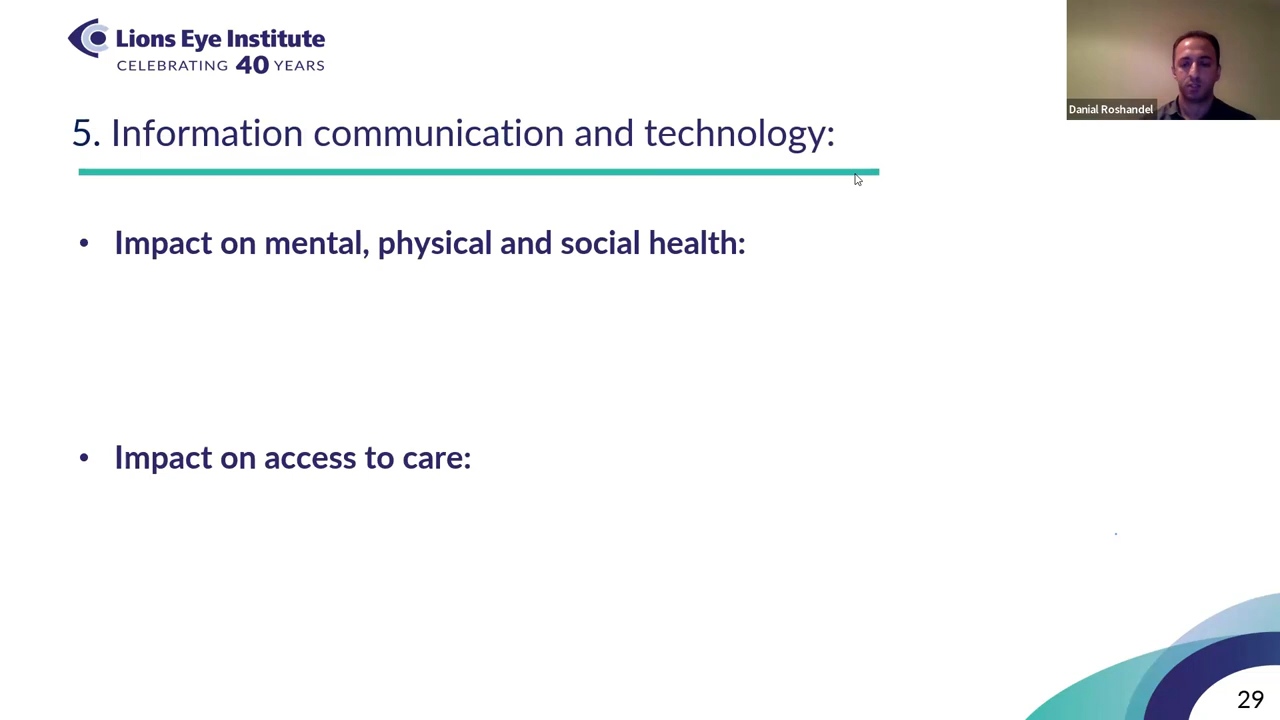 Lions Eye Institute
CELEBRATING 40 YEARS
Danial Roshandel
5. Information communication and technology:
• Impact on mental, physical and social health:
• Impact on access to care:
29